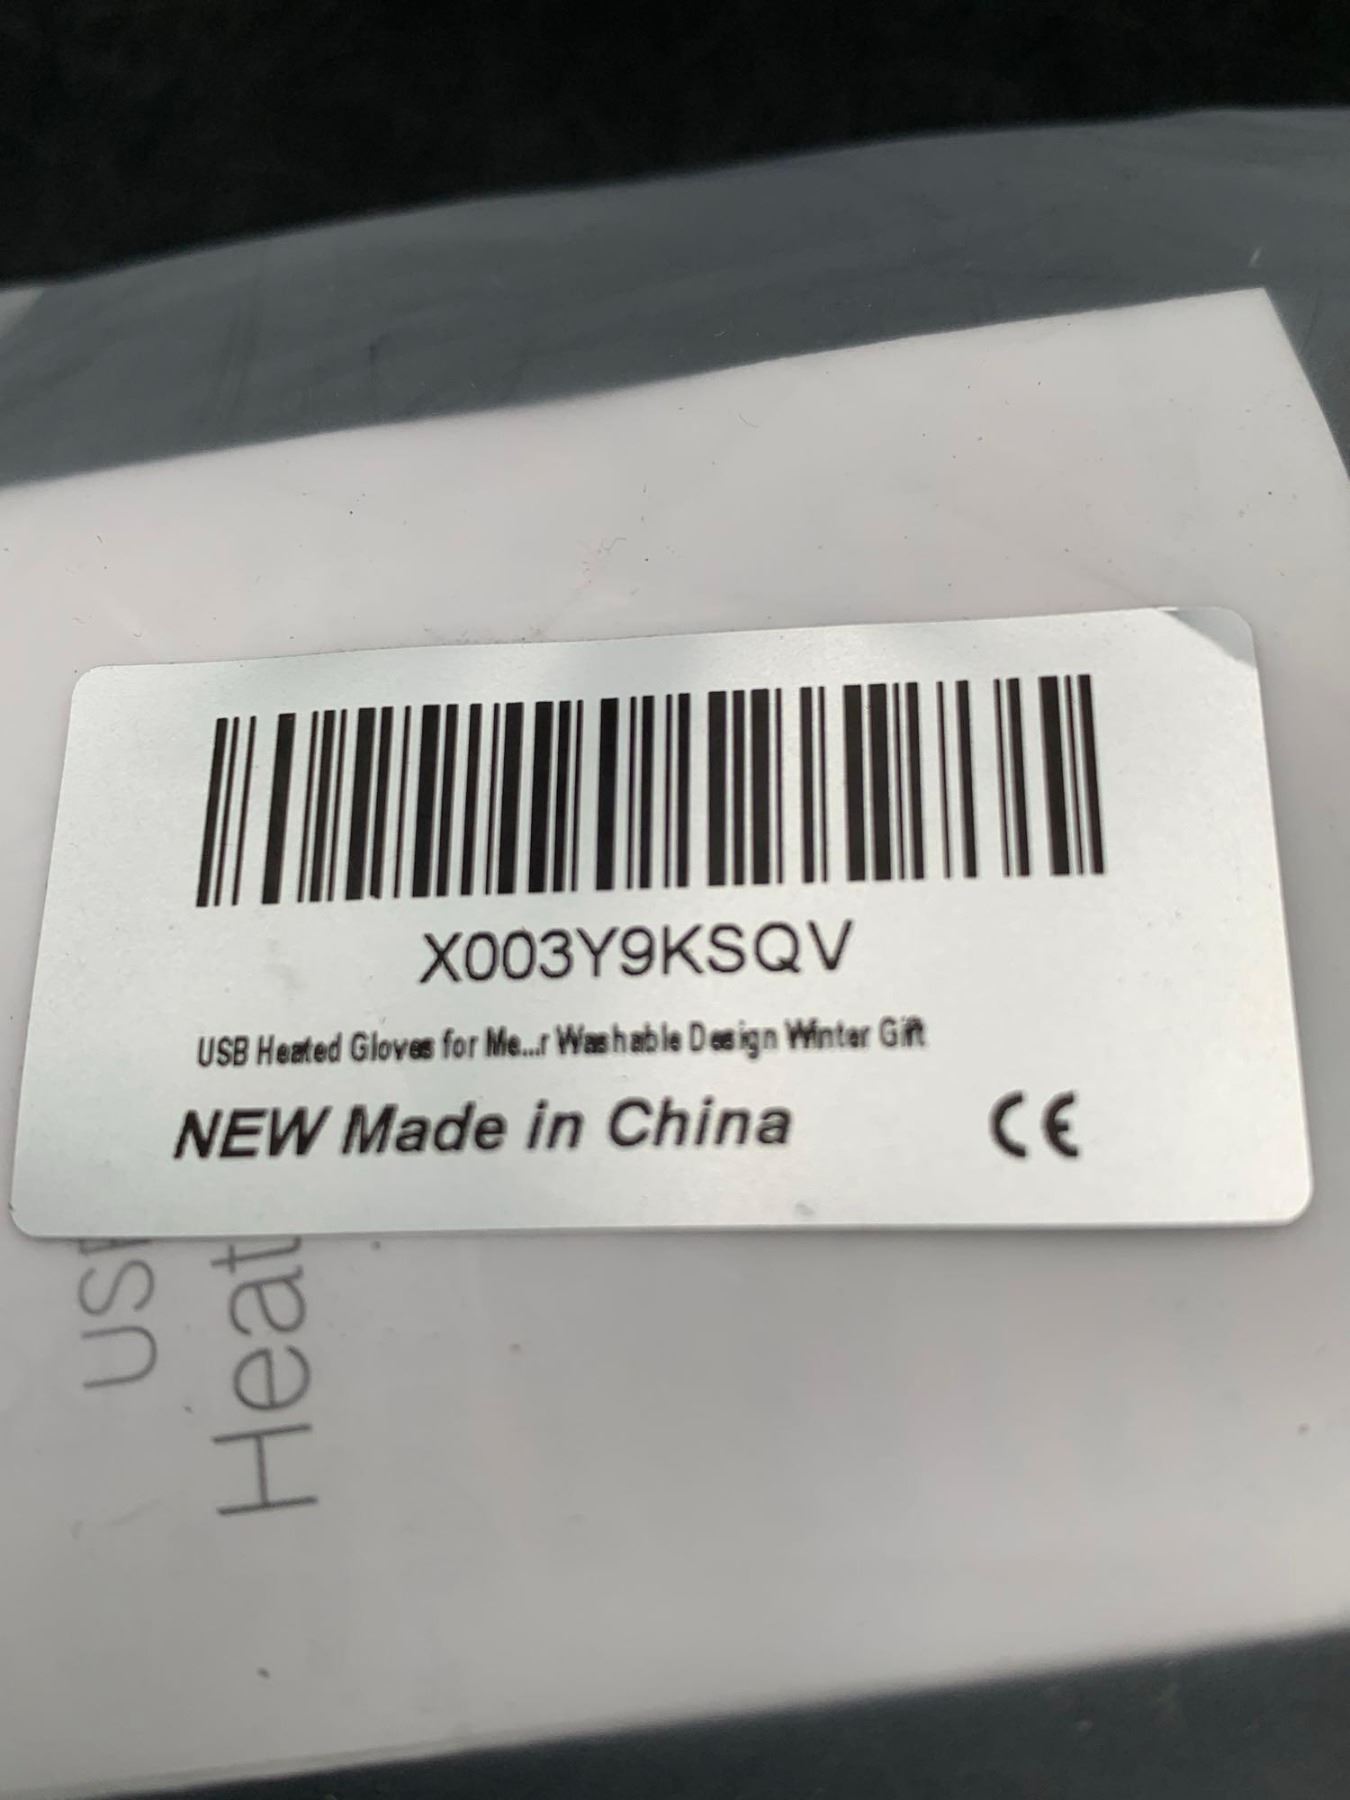 X003Y9KSQV
USB Heated Gloves for Me...r Washable Design Winter Gift
NEW Made in China
CE
USB
Heat